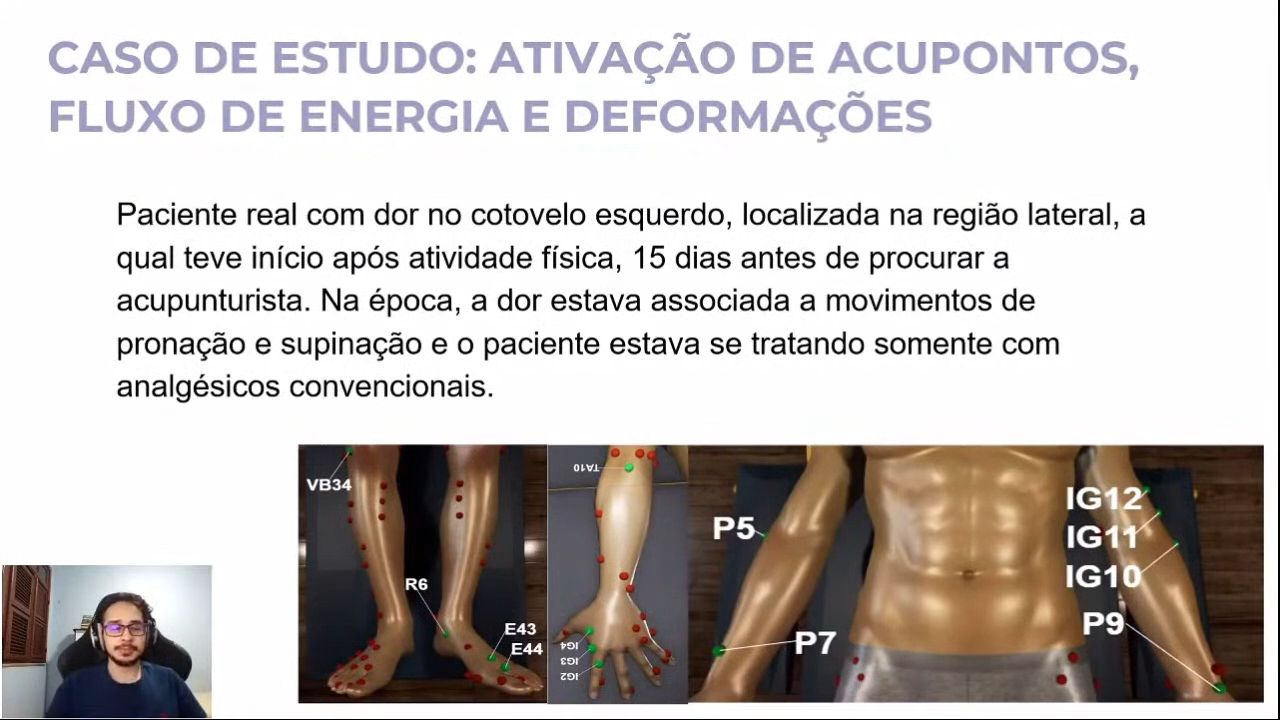 CASO DE ESTUDO: ATIVAÇÃO DE ACUPONTOS,
FLUXO DE ENERGIA E DEFORMAÇÕES
Paciente real com dor no cotovelo esquerdo, localizada na região lateral, a
qual teve início após atividade física, 15 dias antes de procurar a
acupunturista. Na época, a dor estava associada a movimentos de
pronação e supinação e o paciente estava se tratando somente com
analgésicos convencionais.
VB34
R6
E43
E44
TA10
IG4
IG3
IG2
P5
P7
IG12
IG11
IG10
P9